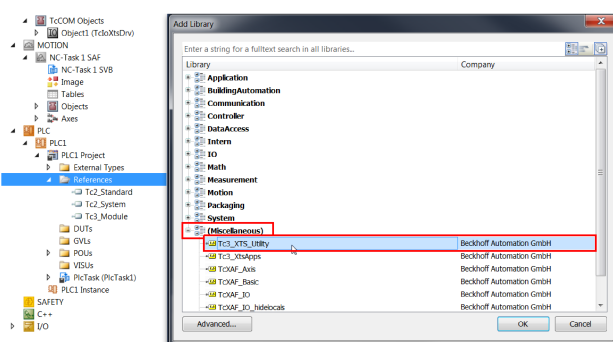 TcCOM Objects
Object1 (TcIoXtsDrv)
MOTION
NC-Task 1 SAF
NC-Task 1 SVB
Image
Tables
Objects
Axes
PLC
PLC1
PLC1 Project
External Types
References
Tc2_Standard
Tc2_System
Tc3_Module
DUTs
GVLs
POUs
VISUs
PlcTask (PlcTask1)
PLC1 Instance
SAFETY
C++
I/O
Add Library
Enter a string for a fulltext search in all libraries...
Library Company
Application
BuildingAutomation
Communication
Controller
DataAccess
Intern
IO
Math
Measurement
Motion
Packaging
System
(Miscellaneous)
Tc3_XTS_Utility Beckhoff Automation GmbH
Tc3_XtsApps Beckhoff Automation GmbH
TcXAF_Axis Beckhoff Automation GmbH
TcXAF_Basic Beckhoff Automation GmbH
TcXAF_IO Beckhoff Automation GmbH
TcXAF_IO_hidelocals Beckhoff Automation GmbH
Advanced... OK Cancel